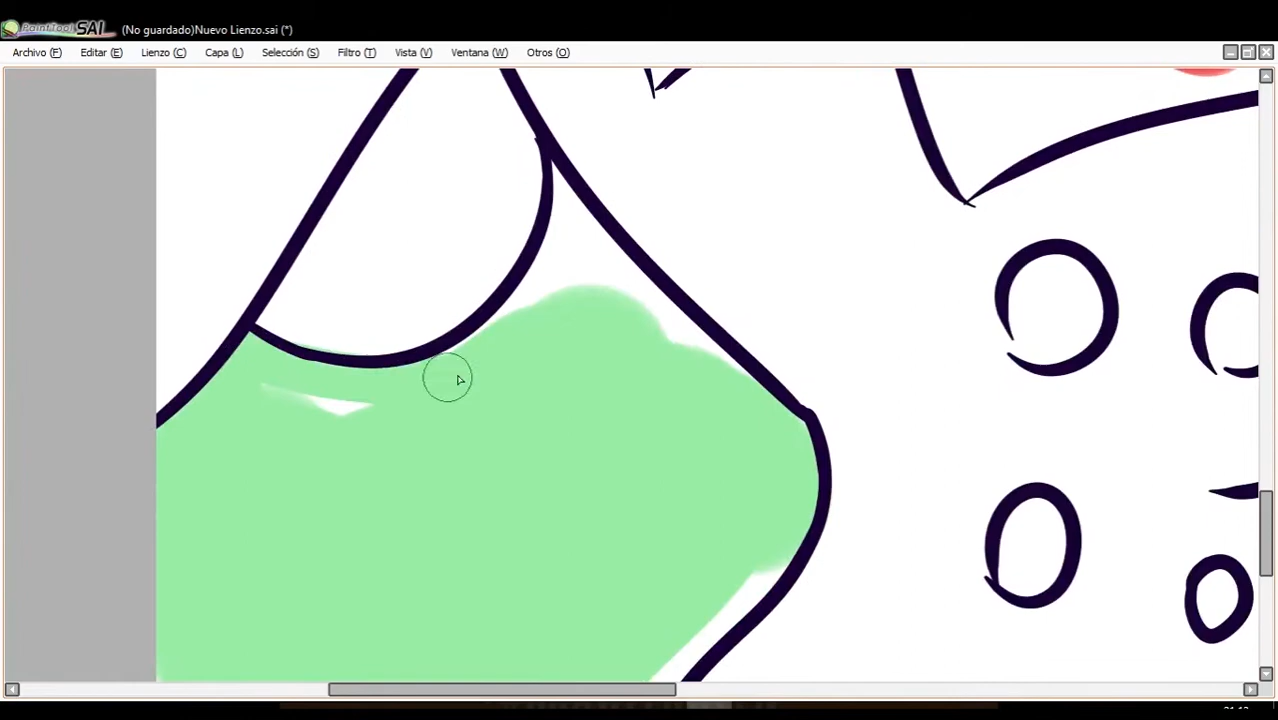 PaintTool SAI (No guardado)Nuevo Lienzo.sai (*)
Archivo (F) Editar (E) Lienzo (C) Capa (L) Selección (S) Filtro (T) Vista (V) Ventana (W) Otros (O)